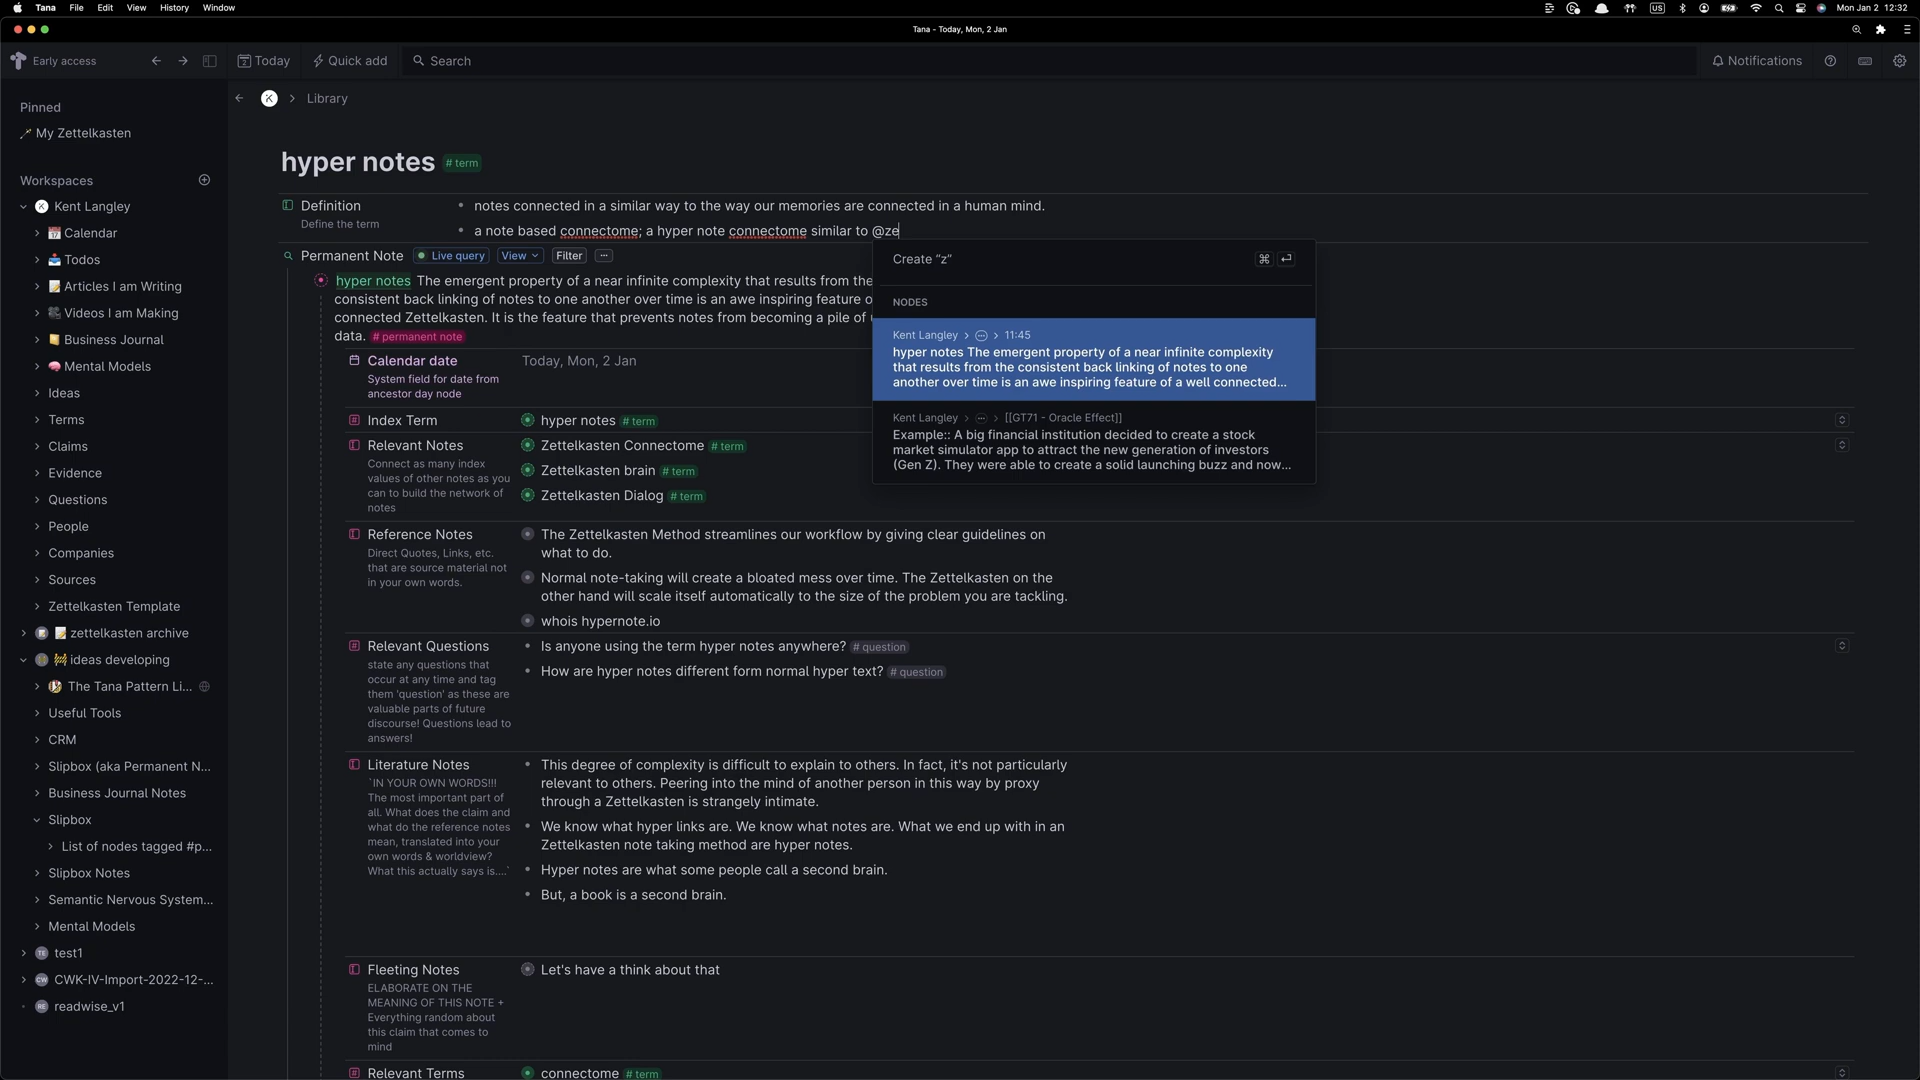 Tana File Edit View History Window
US
Mon Jan 2 12:32
Tana - Today, Mon, 2 Jan
Early access
Today
Quick add
Search
Notifications
Library
Pinned
My Zettelkasten
Workspaces
Kent Langley
Calendar
Todos
Articles I am Writing
Videos I am Making
Business Journal
Mental Models
Ideas
Terms
Claims
Evidence
Questions
People
Companies
Sources
Zettelkasten Template
zettelkasten archive
ideas developing
The Tana Pattern Li...
Useful Tools
CRM
Slipbox (aka Permanent N...
Business Journal Notes
Slipbox
List of nodes tagged #p...
Slipbox Notes
Semantic Nervous System...
Mental Models
TE test1
CW CWK-IV-Import-2022-12-...
RE readwise_v1
hyper notes # term
Definition
Define the term
notes connected in a similar way to the way our memories are connected in a human mind.
a note based connectome; a hyper note connectome similar to @ze
Permanent Note Live query View Filter ...
hyper notes The emergent property of a near infinite complexity that results from the
consistent back linking of notes to one another over time is an awe inspiring feature o
connected Zettelkasten. It is the feature that prevents notes from becoming a pile of
data. # permanent note
Create "z"
NODES
Kent Langley > ... > 11:45
hyper notes The emergent property of a near infinite complexity
that results from the consistent back linking of notes to one
another over time is an awe inspiring feature of a well connected...
Kent Langley > ... > [[GT71 - Oracle Effect]]
Example:: A big financial institution decided to create a stock
market simulator app to attract the new generation of investors
(Gen Z). They were able to create a solid launching buzz and now...
Calendar date
System field for date from
ancestor day node
Today, Mon, 2 Jan
Index Term
hyper notes # term
Relevant Notes
Connect as many index
values of other notes as you
can to build the network of
notes
Zettelkasten Connectome # term
Zettelkasten brain # term
Zettelkasten Dialog # term
Reference Notes
Direct Quotes, Links, etc.
that are source material not
in your own words.
The Zettelkasten Method streamlines our workflow by giving clear guidelines on
what to do.
Normal note-taking will create a bloated mess over time. The Zettelkasten on the
other hand will scale itself automatically to the size of the problem you are tackling.
whois hypernote.io
Relevant Questions
state any questions that
occur at any time and tag
them 'question' as these are
valuable parts of future
discourse! Questions lead to
answers!
Is anyone using the term hyper notes anywhere? # question
How are hyper notes different form normal hyper text? # question
Literature Notes
`IN YOUR OWN WORDS!!!
The most important part of
all. What does the claim and
what do the reference notes
mean, translated into your
own words & worldview?
What this actually says is....`
This degree of complexity is difficult to explain to others. In fact, it's not particularly
relevant to others. Peering into the mind of another person in this way by proxy
through a Zettelkasten is strangely intimate.
We know what hyper links are. We know what notes are. What we end up with in an
Zettelkasten note taking method are hyper notes.
Hyper notes are what some people call a second brain.
But, a book is a second brain.
Fleeting Notes
ELABORATE ON THE
MEANING OF THIS NOTE +
Everything random about
this claim that comes to
mind
Let's have a think about that
Relevant Terms
connectome # term